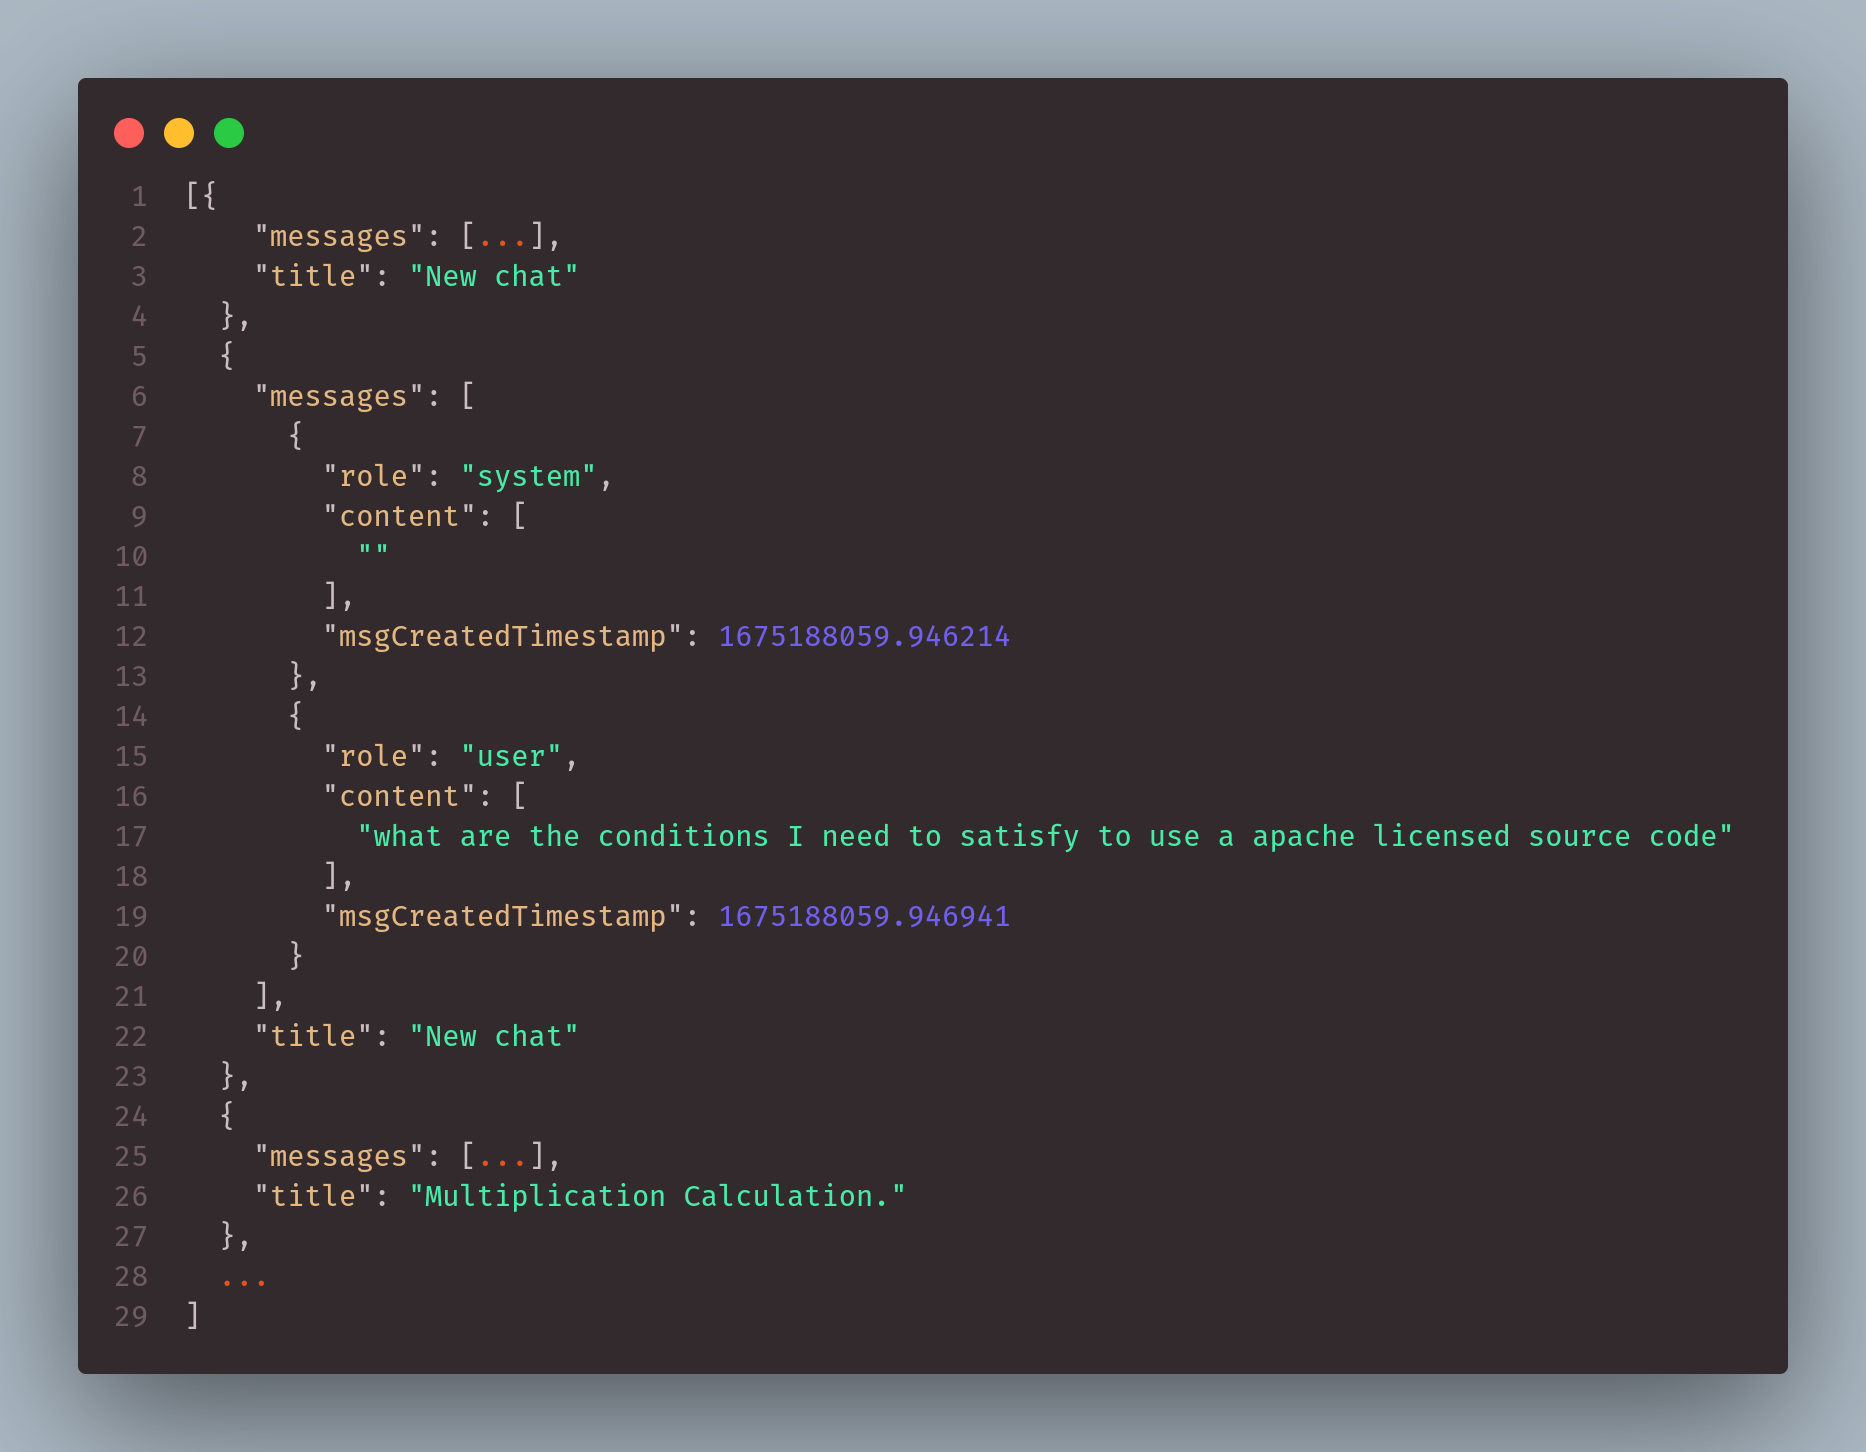 1 [{
2 "messages": [...],
3 "title": "New chat"
4 },
5 {
6 "messages": [
7 {
8 "role": "system",
9 "content": [
10 ""
11 ],
12 "msgCreatedTimestamp": 1675188059.946214
13 },
14 {
15 "role": "user",
16 "content": [
17 "what are the conditions I need to satisfy to use a apache licensed source code"
18 ],
19 "msgCreatedTimestamp": 1675188059.946941
20 }
21 ],
22 "title": "New chat"
23 },
24 {
25 "messages": [...],
26 "title": "Multiplication Calculation."
27 },
28 ...
29 ]